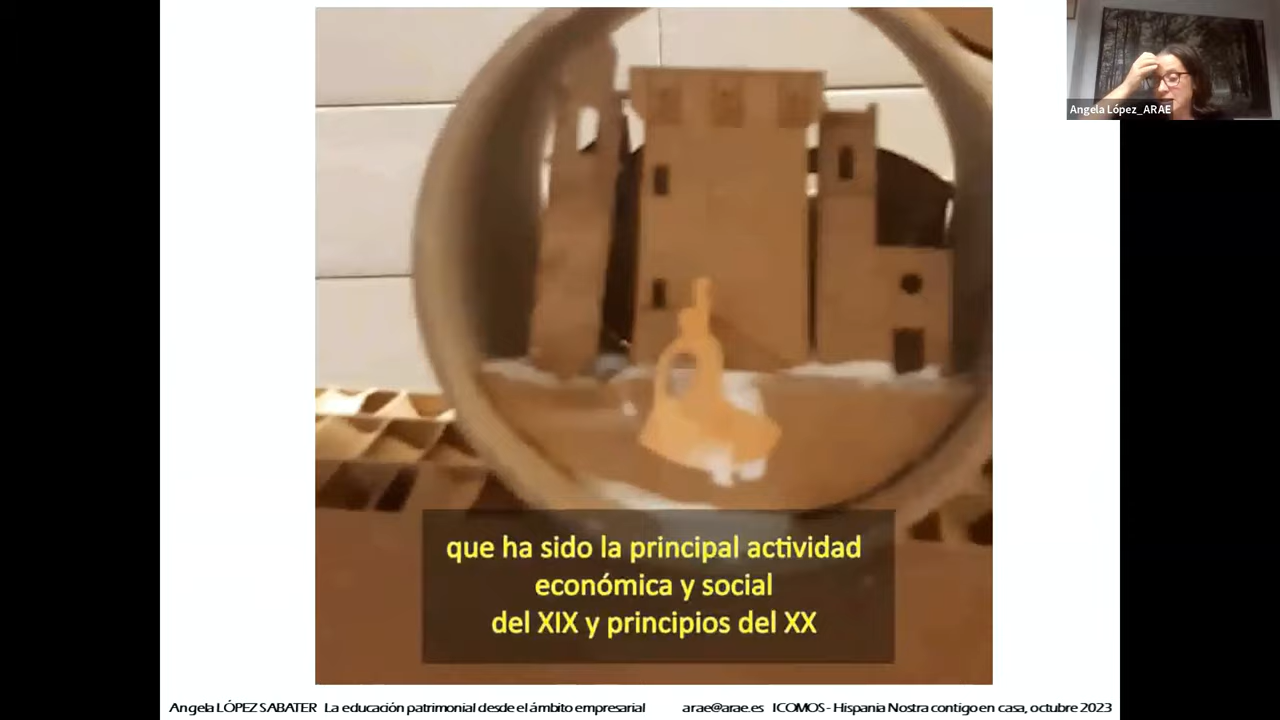 Angela López_ARAE
que ha sido la principal actividad
económica y social
del XIX y principios del XX
Angela LÓPEZ SABATER La educación patrimonial desde el ámbito empresarial arae@arae.es ICOMOS - Hispania Nostra contigo en casa, octubre 2023